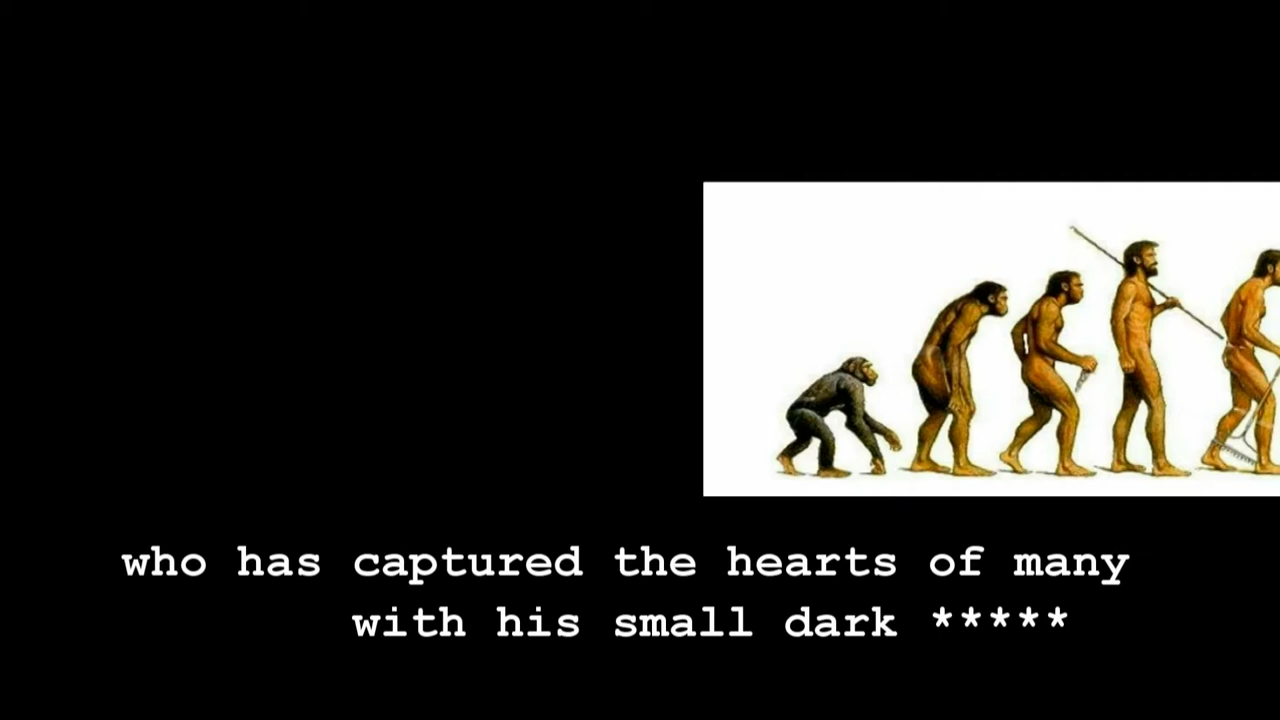 who has captured the hearts of many
with his small dark *****